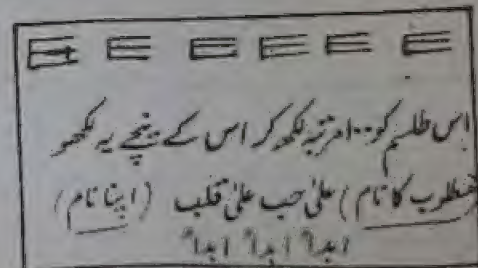 اس طلسم کو ۱۰۰ مرتبہ لکھ کر اس کے نیچے یہ لکھو
(مطلوب کا نام) علیٰ حب علیٰ قلب (اپنا نام)
ابداً ابداً ابداً